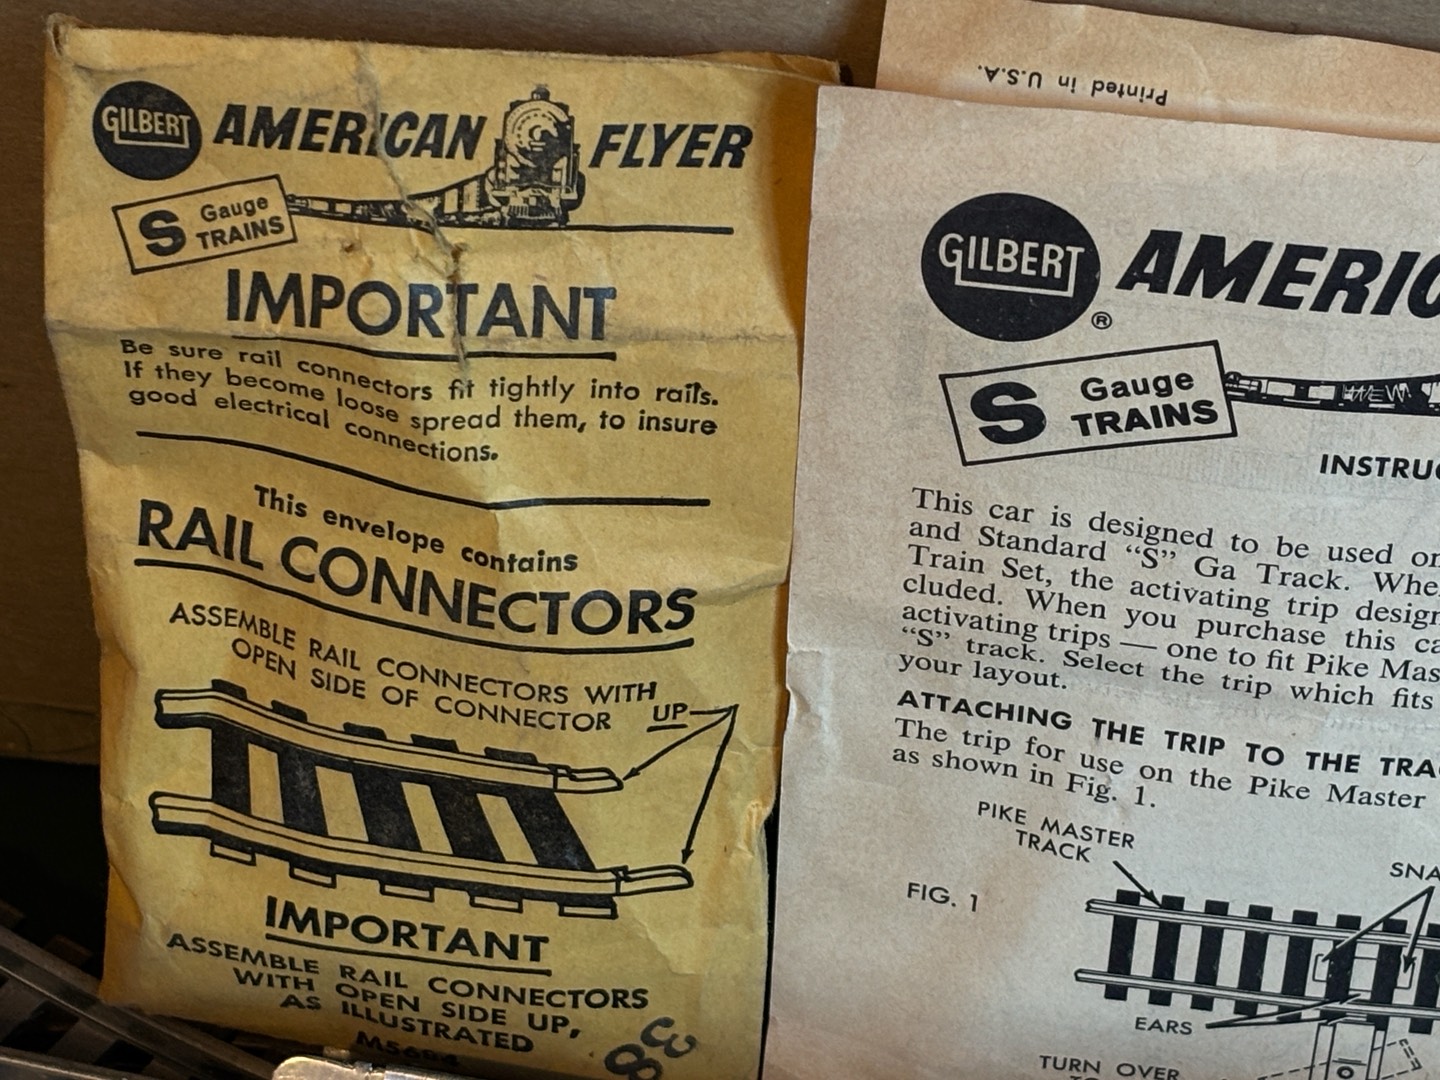 GILBERT AMERICAN FLYER
S Gauge TRAINS
IMPORTANT
Be sure rail connectors fit tightly into rails.
If they become loose spread them, to insure
good electrical connections.
This envelope contains
RAIL CONNECTORS
ASSEMBLE RAIL CONNECTORS WITH
OPEN SIDE OF CONNECTOR UP
IMPORTANT
ASSEMBLE RAIL CONNECTORS
WITH OPEN SIDE UP,
AS ILLUSTRATED
38
Printed in U.S.A.
GILBERT ® AMERIC
S Gauge TRAINS
INSTRUC
This car is designed to be used on
and Standard “S” Ga Track. Whe
Train Set, the activating trip design
cluded. When you purchase this ca
activating trips — one to fit Pike Mas
“S” track. Select the trip which fits
your layout.
ATTACHING THE TRIP TO THE TRA
The trip for use on the Pike Master
as shown in Fig. 1.
PIKE MASTER
TRACK
SNA
FIG. 1
EARS
TURN OVER